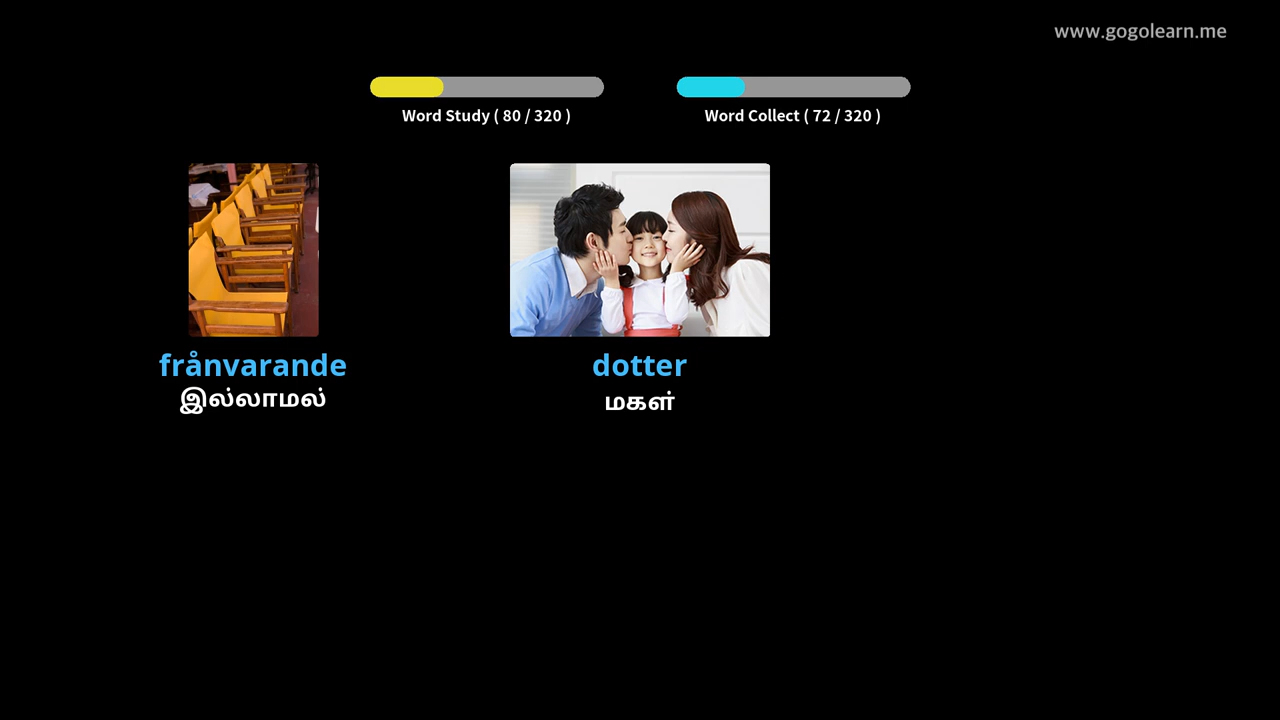 www.gogolearn.me
Word Study ( 80 / 320 )
Word Collect ( 72 / 320 )
frånvarande
இல்லாமல்
dotter
மகள்